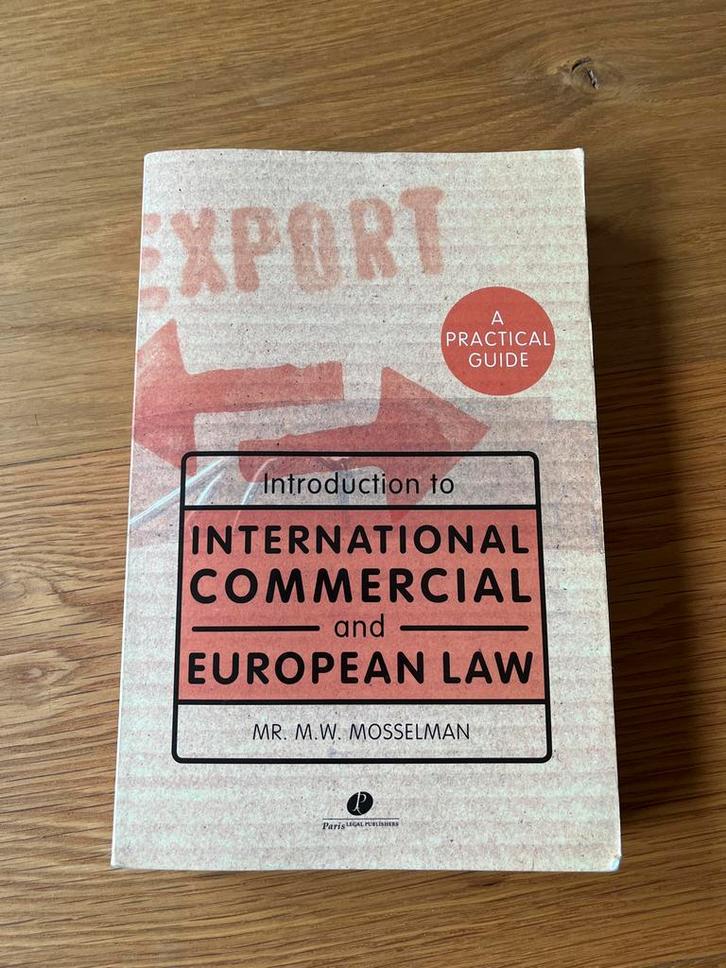 EXPORT
A
PRACTICAL
GUIDE
Introduction to
INTERNATIONAL
COMMERCIAL
and
EUROPEAN LAW
MR. M.W. MOSSELMAN
P
Paris LEGAL PUBLISHERS